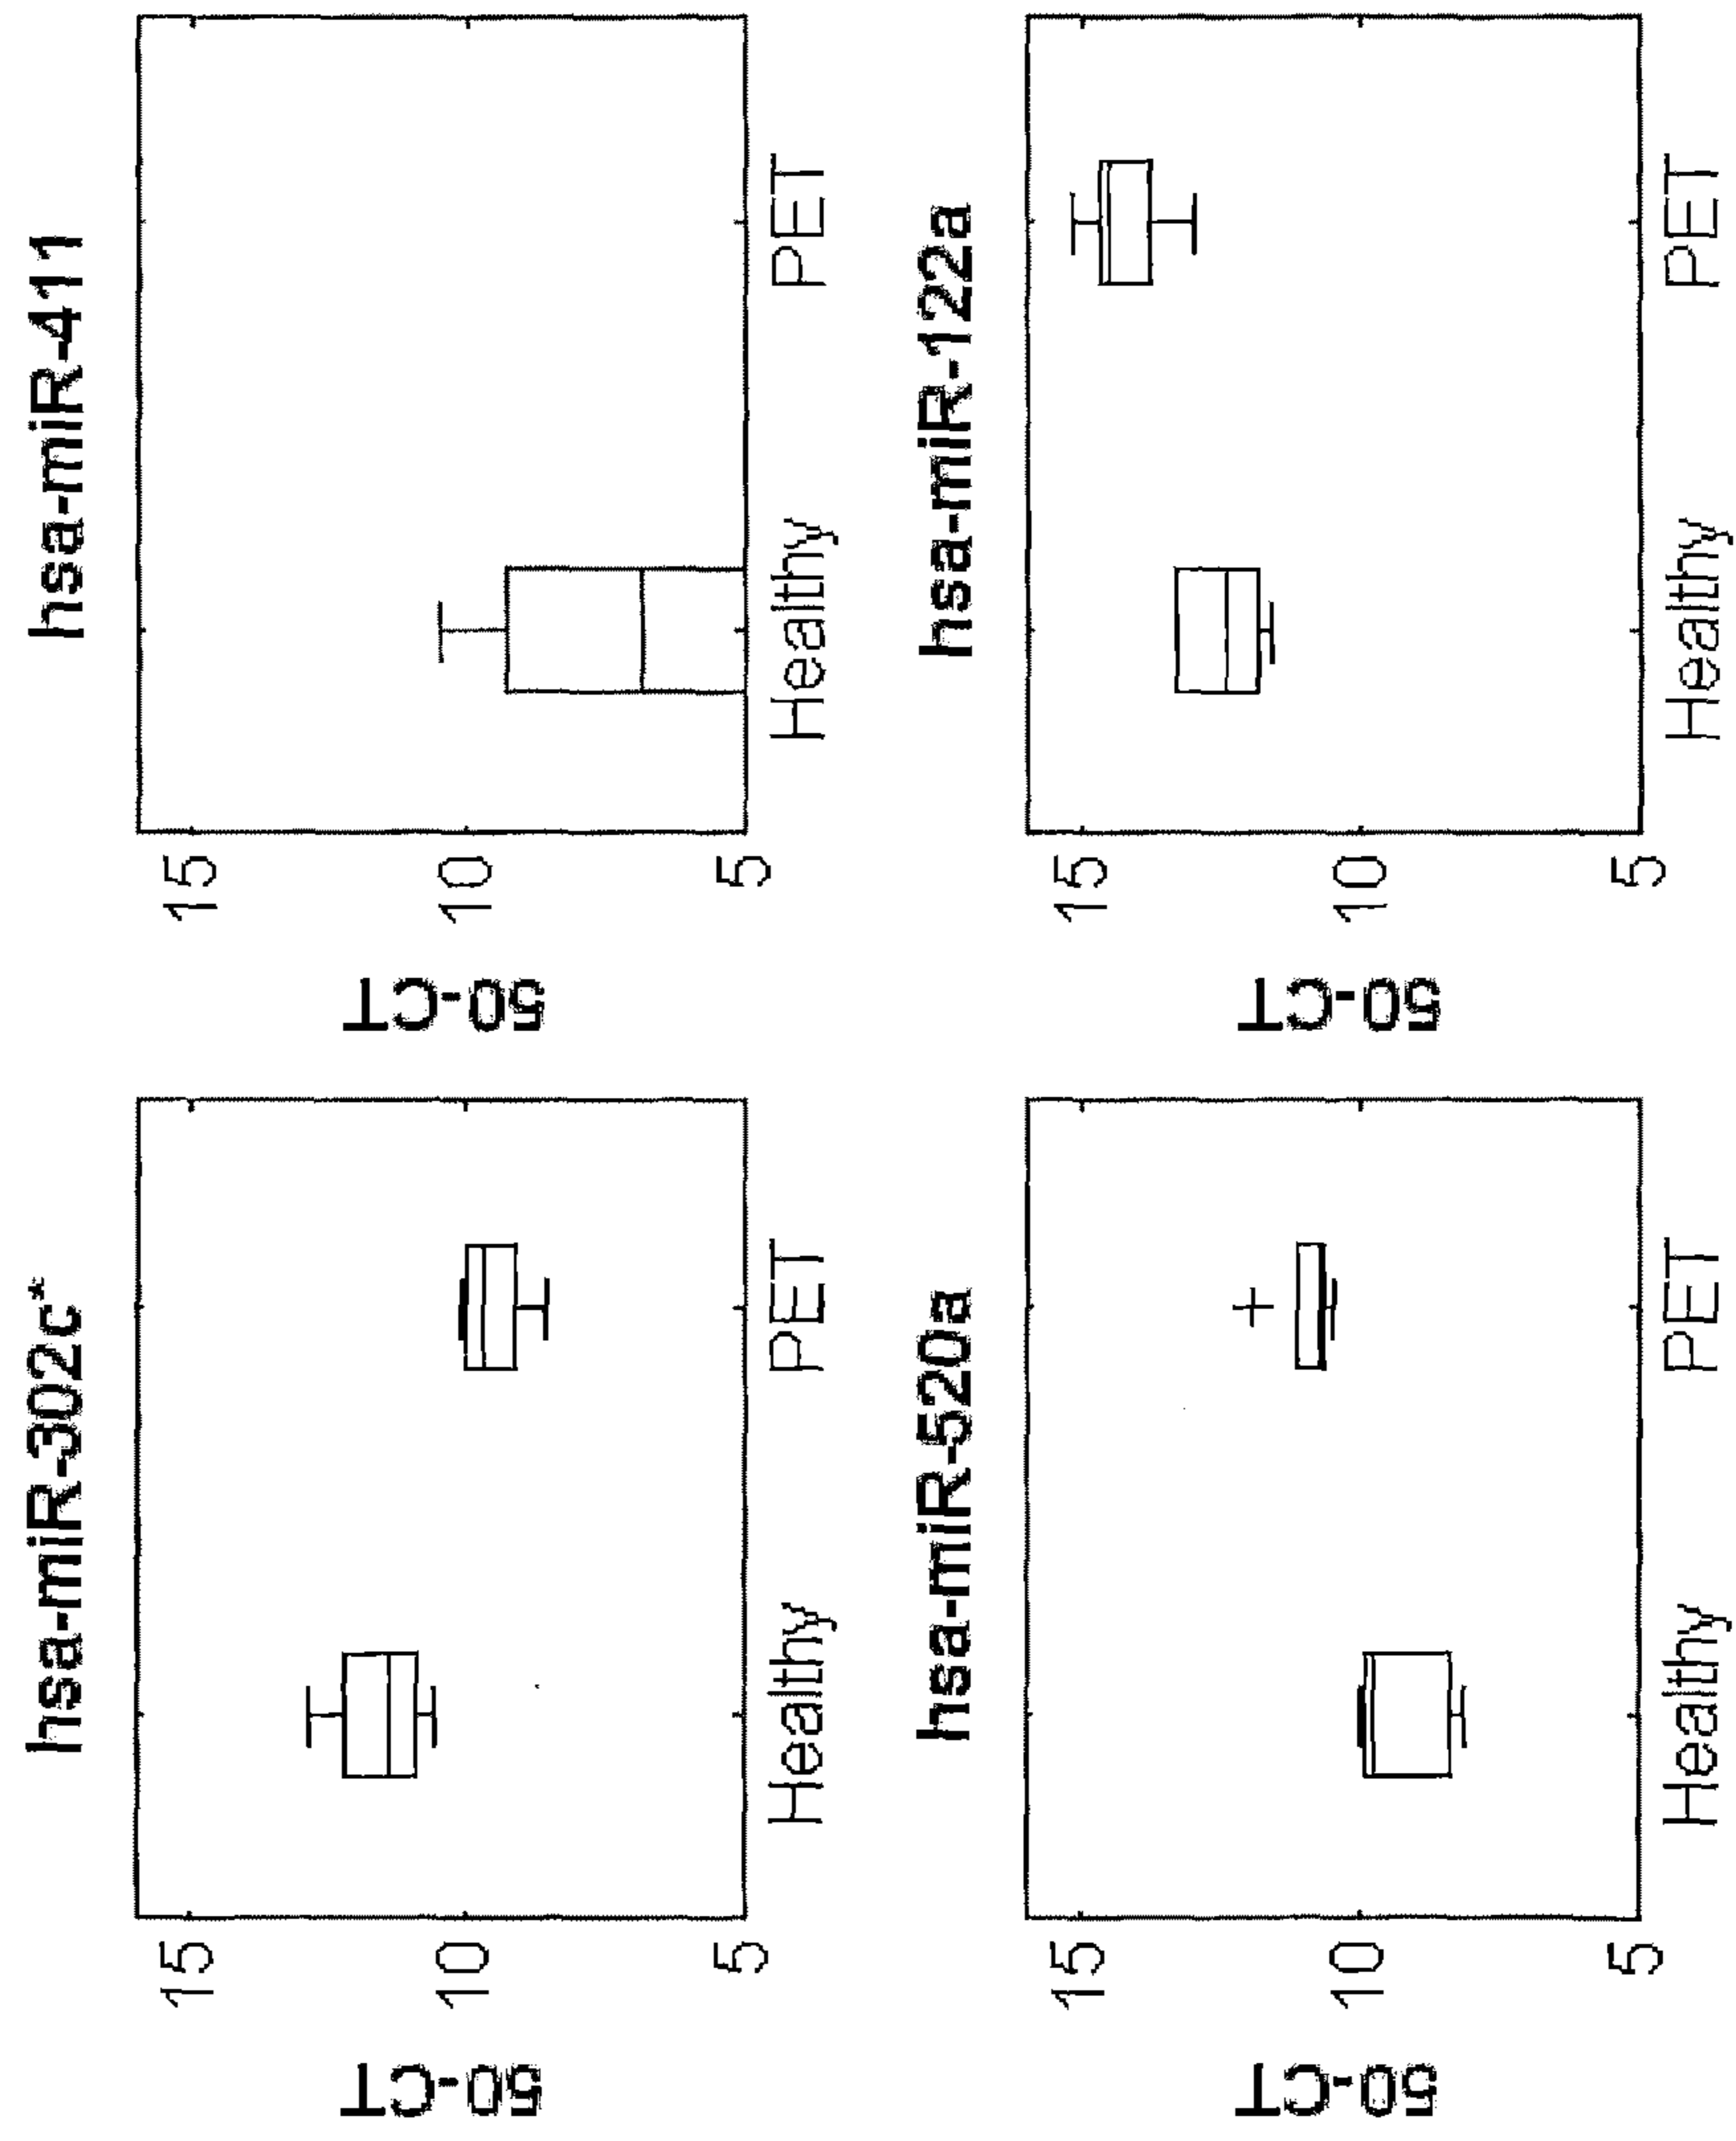 hsa-miR-302c*
50-CT
15
10
5
Healthy
PET
hsa-miR-411
50-CT
15
10
5
Healthy
PET
hsa-miR-520a
50-CT
15
10
5
Healthy
PET
hsa-miR-122a
50-CT
15
10
5
Healthy
PET